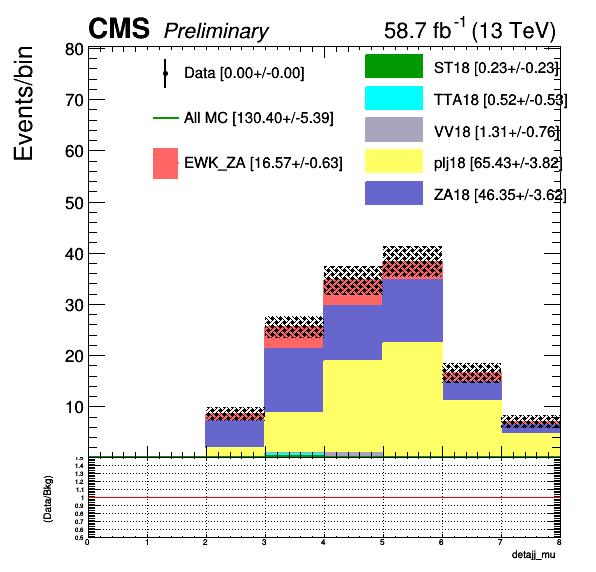 CMS Preliminary 58.7 fb⁻¹ (13 TeV)
Events/bin
80
70
60
50
40
30
20
10
Data [0.00+/-0.00]
All MC [130.40+/-5.39]
EWK_ZA [16.57+/-0.63]
ST18 [0.23+/-0.23]
TTA18 [0.52+/-0.53]
VV18 [1.31+/-0.76]
plj18 [65.43+/-3.82]
ZA18 [46.35+/-3.62]
(Data/Bkg)
1.5
1.4
1.3
1.2
1.1
1
0.9
0.8
0.7
0.6
0.5
0 1 2 3 4 5 6 7 8
detajj_mu